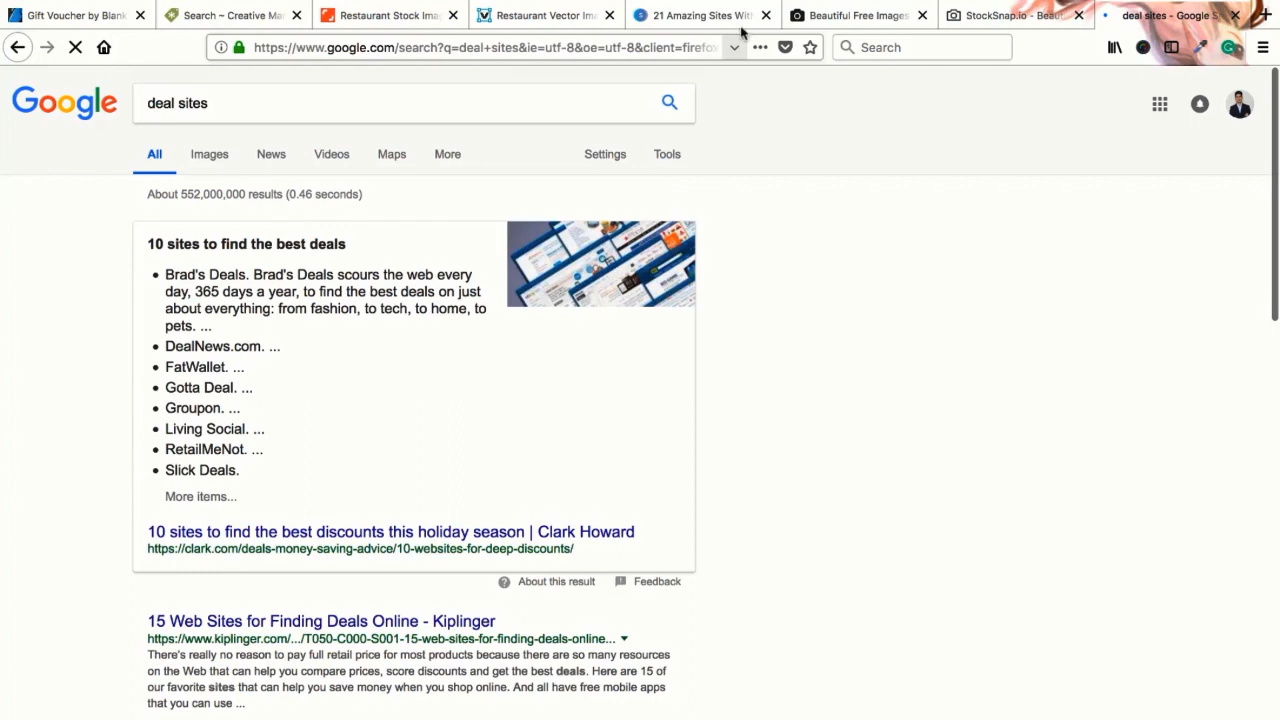 Gift Voucher by Blank
Search ~ Creative Ma
Restaurant Stock Ima
Restaurant Vector Im
21 Amazing Sites With
Beautiful Free Images
StockSnap.io - Beau
deal sites - Google S
https://www.google.com/search?q=deal+sites&ie=utf-8&oe=utf-8&client=firefox
Search
Google
deal sites
All
Images
News
Videos
Maps
More
Settings
Tools
About 552,000,000 results (0.46 seconds)
10 sites to find the best deals
• Brad's Deals. Brad's Deals scours the web every
day, 365 days a year, to find the best deals on just
about everything: from fashion, to tech, to home, to
pets. ...
• DealNews.com. ...
• FatWallet. ...
• Gotta Deal. ...
• Groupon. ...
• Living Social. ...
• RetailMeNot. ...
• Slick Deals.
More items...
10 sites to find the best discounts this holiday season | Clark Howard
https://clark.com/deals-money-saving-advice/10-websites-for-deep-discounts/
About this result
Feedback
15 Web Sites for Finding Deals Online - Kiplinger
https://www.kiplinger.com/.../T050-C000-S001-15-web-sites-for-finding-deals-online...
There's really no reason to pay full retail price for most products because there are so many resources
on the Web that can help you compare prices, score discounts and get the best deals. Here are 15 of
our favorite sites that can help you save money when you shop online. And all have free mobile apps
that you can use ...